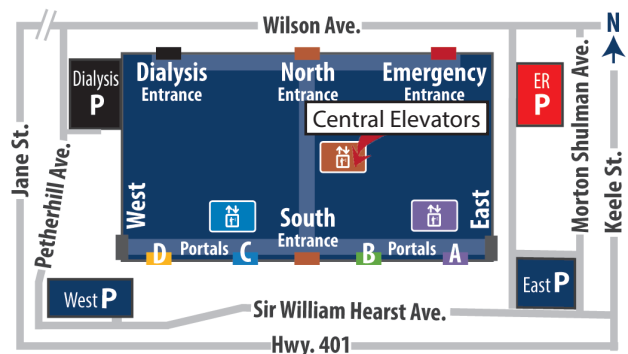 Wilson Ave.
N
Dialysis
P
Dialysis
Entrance
North
Entrance
Emergency
Entrance
ER
P
Central Elevators
Jane St.
Petherhill Ave.
West
East
Morton Shulman Ave.
Keele St.
South
Entrance
D
Portals
C
B
Portals
A
West P
East P
Sir William Hearst Ave.
Hwy. 401